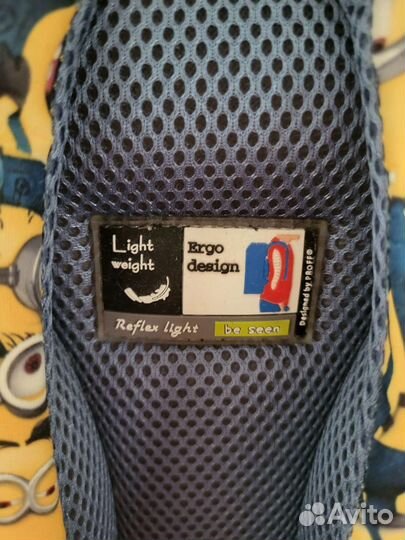 Light
weight
Ergo
design
Designed by PROFF®
Reflex light
be seen
Avito